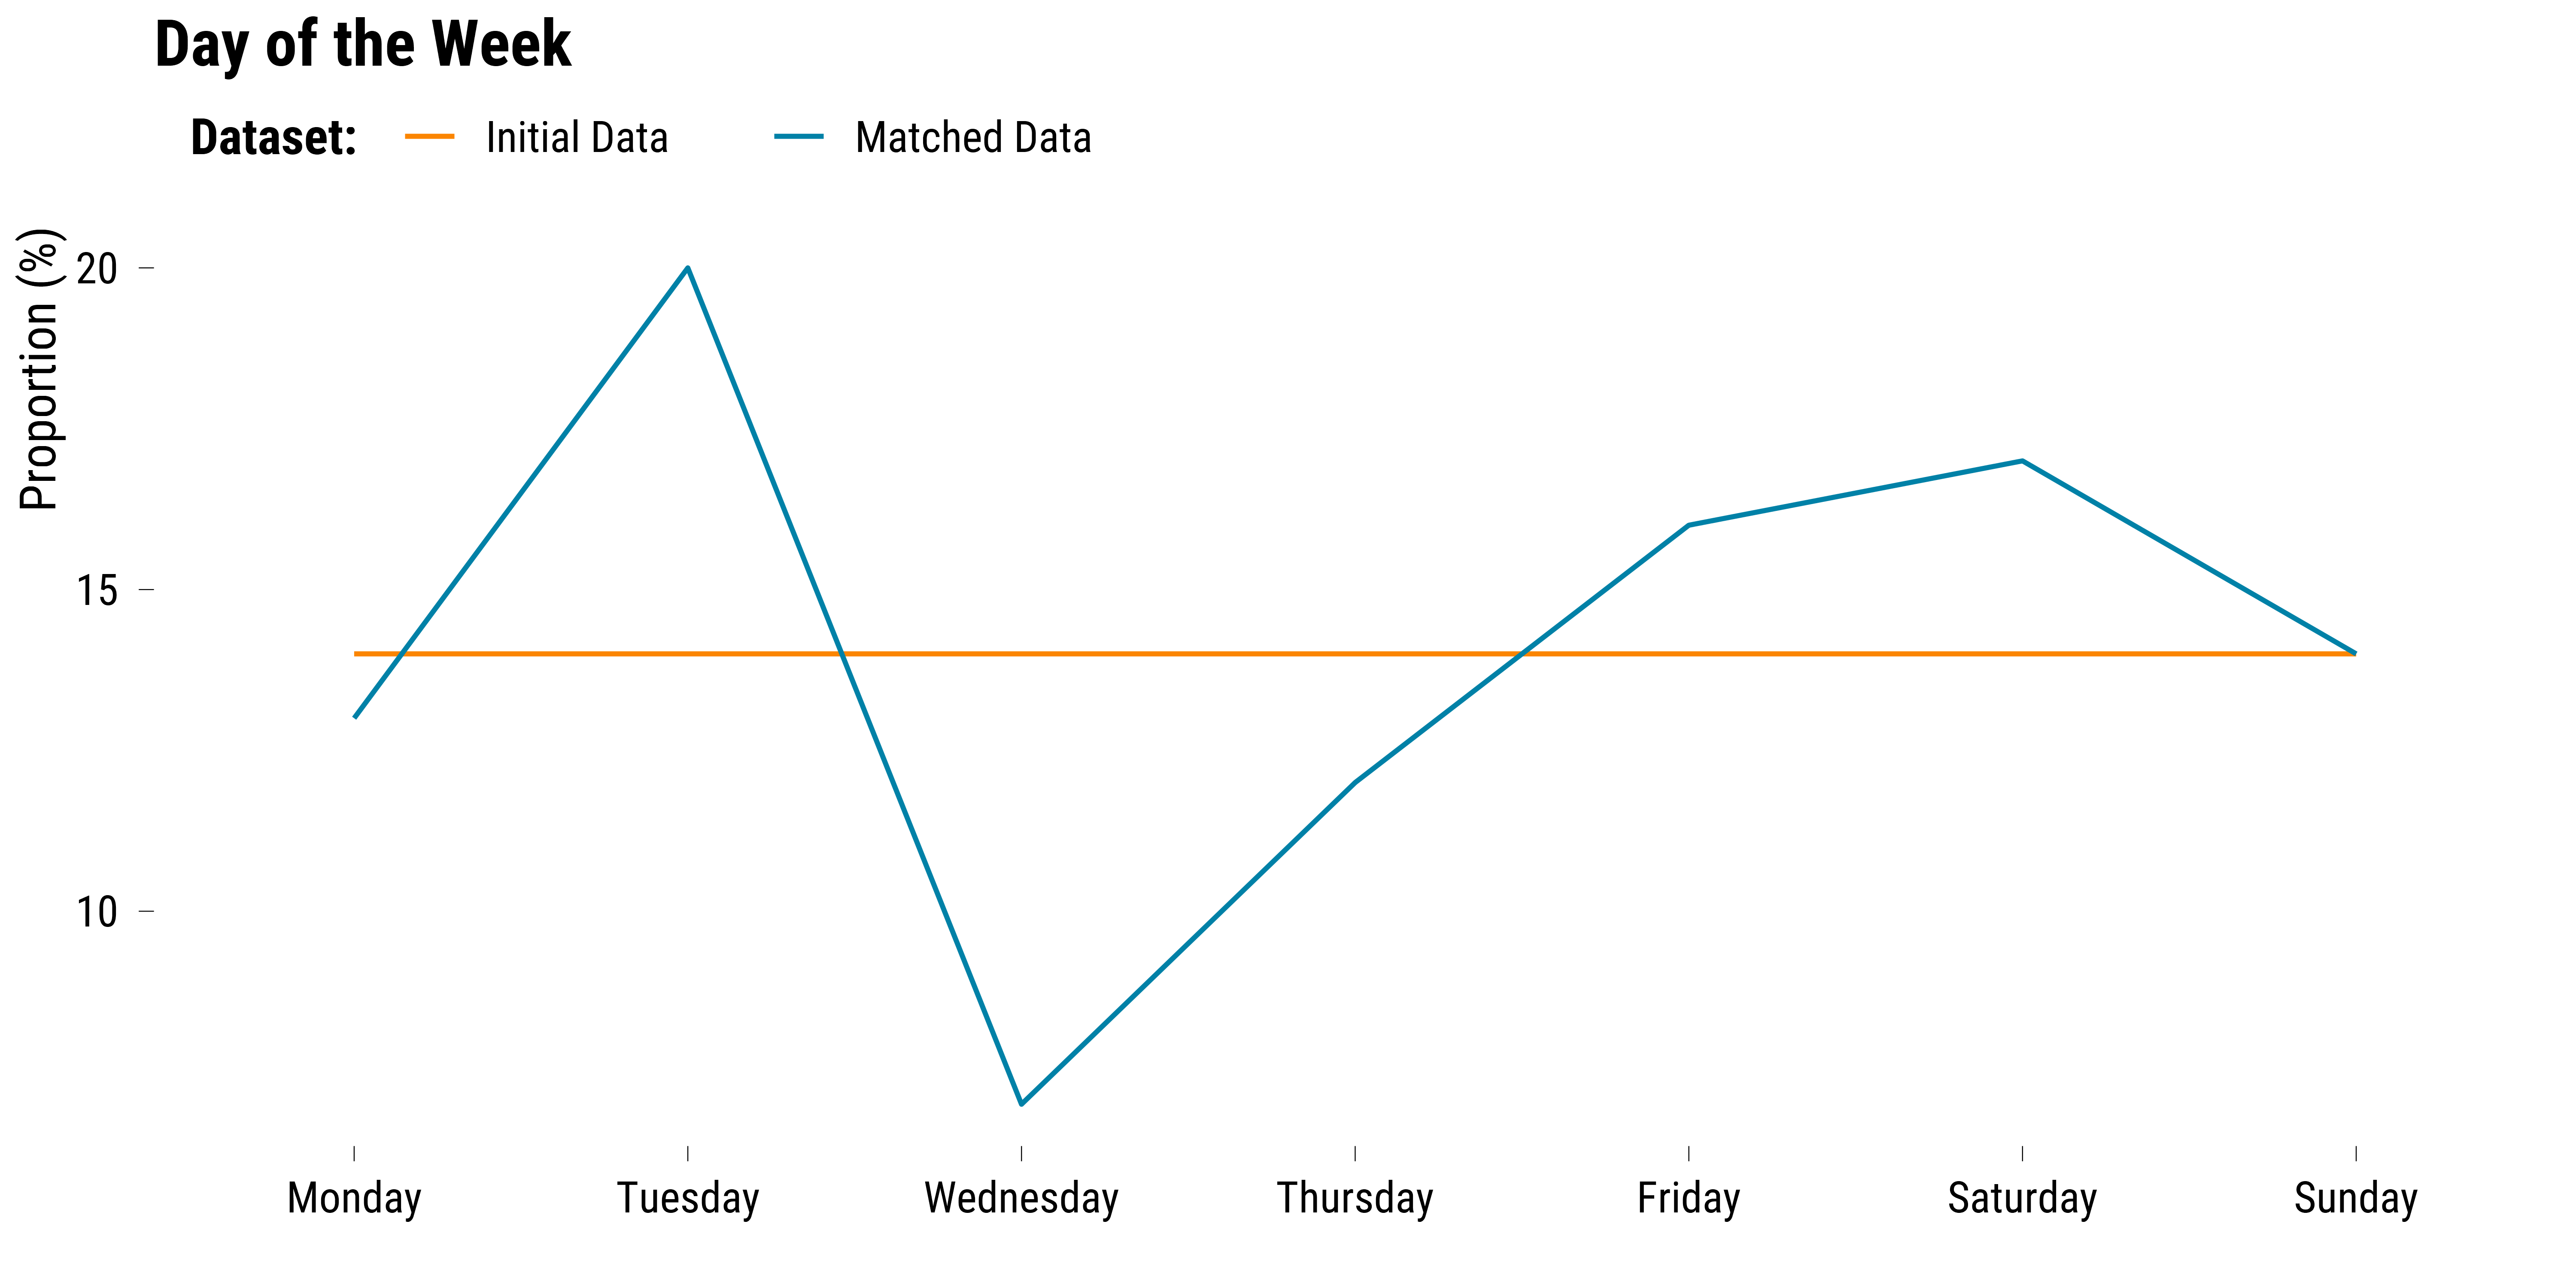 Day of the Week
Dataset: Initial Data Matched Data
Proportion (%)
20
15
10
Monday Tuesday Wednesday Thursday Friday Saturday Sunday